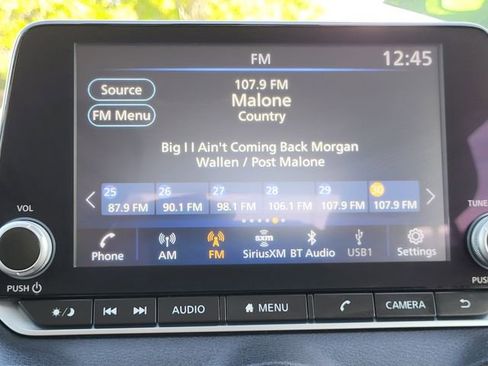 FM
12:45
Source
107.9 FM
Malone
FM Menu
Country
Big I I Ain't Coming Back Morgan
Wallen / Post Malone
25 26 27 28 29 30
87.9 FM 90.1 FM 98.1 FM 106.1 FM 107.9 FM 107.9 FM
VOL
TUNE
Phone AM FM SiriusXM BT Audio USB1 Settings
sxm
PUSH
PUSH
AUDIO MENU CAMERA